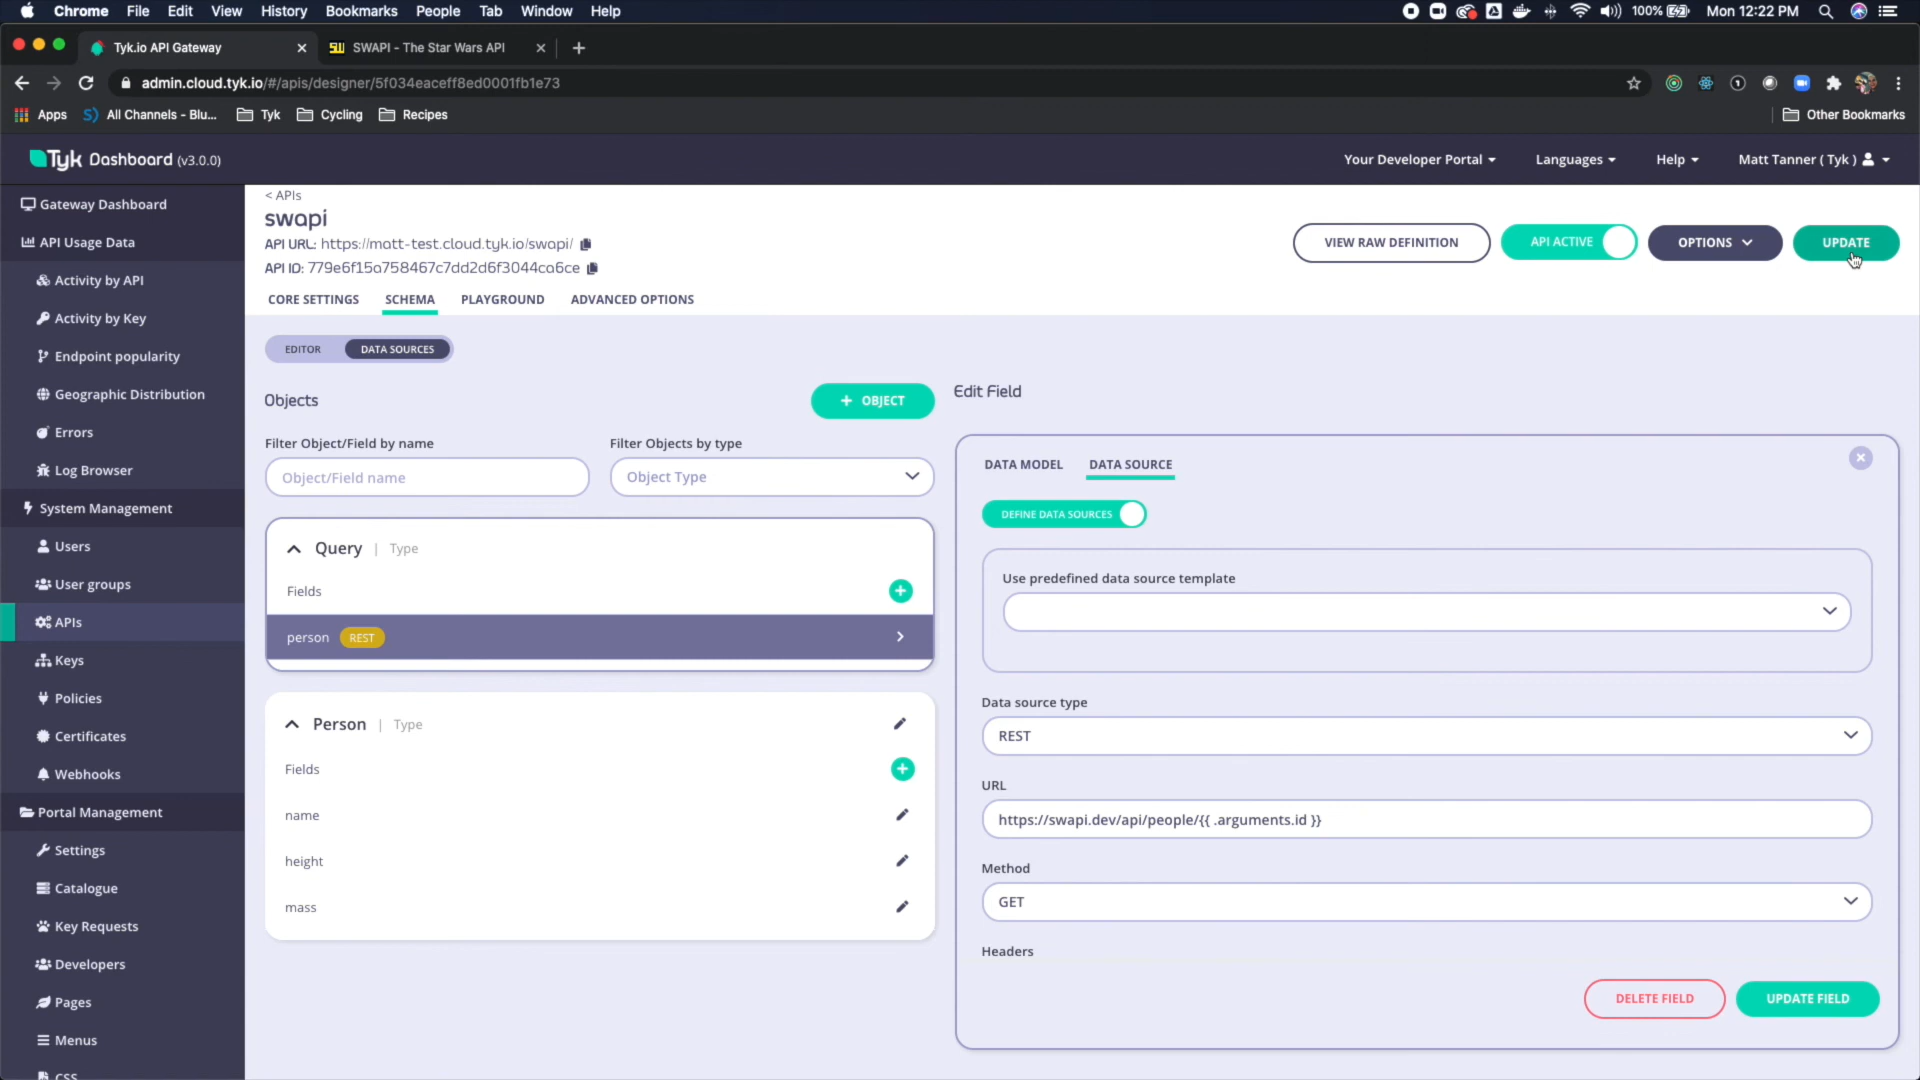 Chrome File Edit View History Bookmarks People Tab Window Help 100% Mon 12:22 PM
Tyk.io API Gateway SWAPI - The Star Wars API
admin.cloud.tyk.io/#/apis/designer/5f034eaceff8ed0001fb1e73
Apps All Channels - Blu... Tyk Cycling Recipes Other Bookmarks
Tyk Dashboard (v3.0.0) Your Developer Portal Languages Help Matt Tanner ( Tyk )
Gateway Dashboard
API Usage Data
Activity by API
Activity by Key
Endpoint popularity
Geographic Distribution
Errors
Log Browser
System Management
Users
User groups
APIs
Keys
Policies
Certificates
Webhooks
Portal Management
Settings
Catalogue
Key Requests
Developers
Pages
Menus
CSS
< APIs
swapi
API URL: https://matt-test.cloud.tyk.io/swapi/
API ID: 779e6f15a758467c7dd2d6f3044ca6ce
VIEW RAW DEFINITION API ACTIVE OPTIONS UPDATE
CORE SETTINGS SCHEMA PLAYGROUND ADVANCED OPTIONS
EDITOR DATA SOURCES
Objects
+ OBJECT
Filter Object/Field by name Filter Objects by type
Object/Field name Object Type
Query | Type
Fields
person REST
Person | Type
Fields
name
height
mass
Edit Field
DATA MODEL DATA SOURCE
DEFINE DATA SOURCES
Use predefined data source template
Data source type
REST
URL
https://swapi.dev/api/people/{{ .arguments.id }}
Method
GET
Headers
DELETE FIELD UPDATE FIELD